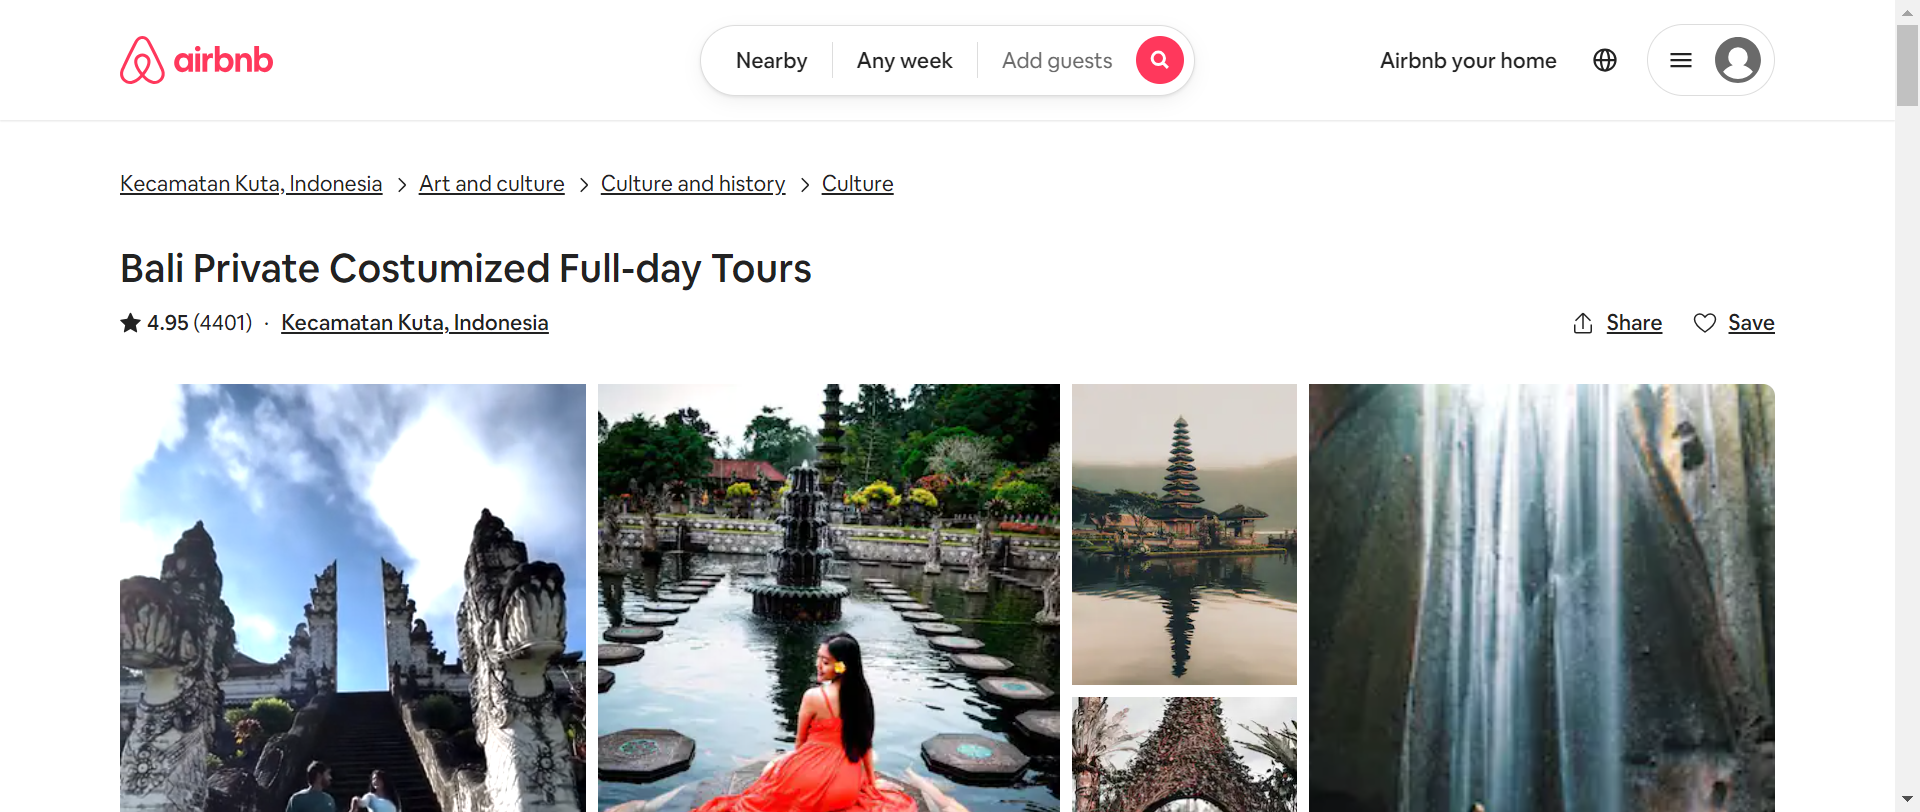 airbnb
Nearby
Any week
Add guests
Airbnb your home
Kecamatan Kuta, Indonesia
Art and culture
Culture and history
Culture
Bali Private Costumized Full-day Tours
4.95 (4401) · Kecamatan Kuta, Indonesia
Share
Save